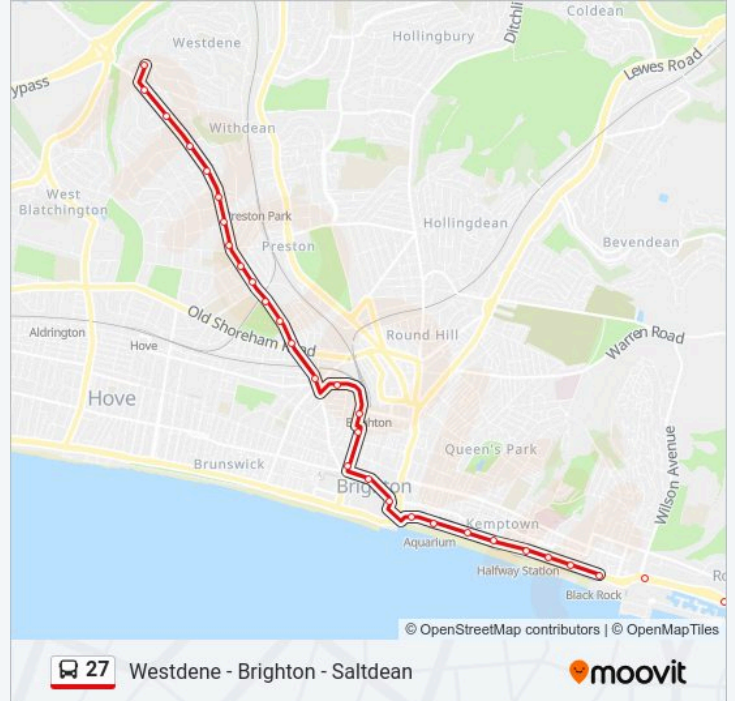 Coldean
Westdene
Hollingbury
Ditchli
Lewes Road
ypass
Withdean
West
Blatchington
reston Park
Hollingdean
Preston
Bevendean
Old Shoreham Road
Aldrington
Hove
Round Hill
Warren Road
Hove
Brighton
Queen's Park
Wilson Avenue
Brunswick
Brighton
Kemptown
Aquarium
Halfway Station
Ro
Black Rock
© OpenStreetMap contributors | © OpenMapTiles
27 Westdene - Brighton - Saltdean
moovit